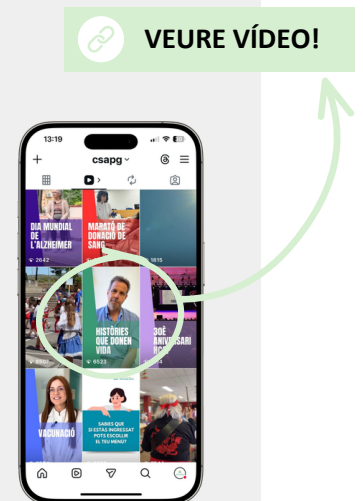 VEURE VÍDEO!
13:19
csapg
DIA MUNDIAL
DE
L'ALZHEIMER
2642
MARATÓ DE
DONACIÓ DE
SANG
1615
HISTÒRIES
QUE DONEN
VIDA
6523
30È
ANIVERSARI
VACUNACIÓ
SABIES QUE
SI ESTÀS INGRESSAT
POTS ESCOLLIR
EL TEU MENÚ?